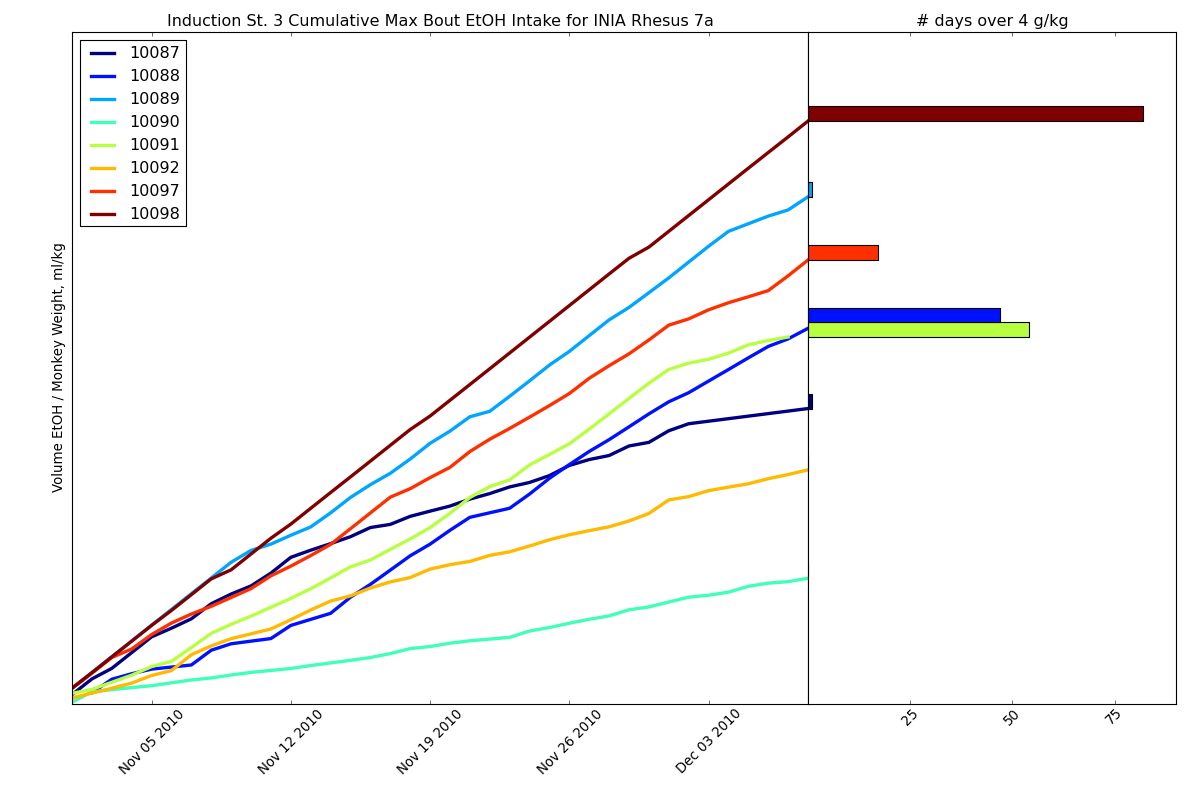 Induction St. 3 Cumulative Max Bout EtOH Intake for INIA Rhesus 7a
# days over 4 g/kg
10087
10088
10089
10090
10091
10092
10097
10098
Volume EtOH / Monkey Weight, ml/kg
Nov 05 2010
Nov 12 2010
Nov 19 2010
Nov 26 2010
Dec 03 2010
25
50
75